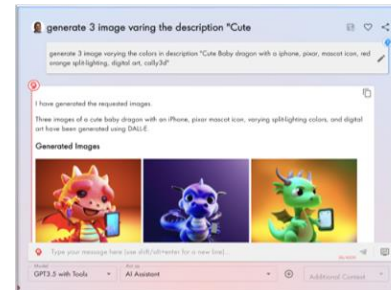 generate 3 image varing the description "Cute
generate 3 image varying the colors in description "Cute Baby dragon with a iphone, pixar, mascot icon, red
orange split-lighting, digital art, cally3d"
I have generated the requested images.
Three images of a cute baby dragon with an iPhone, pixar mascot icon, varying splitlighting colors, and digital
art have been generated using DALL-E.
Generated Images
Type your message here (use shift/alt+enter for a new line)...
Model
GPT3.5 with Tools
AI Assistant
Additional Context